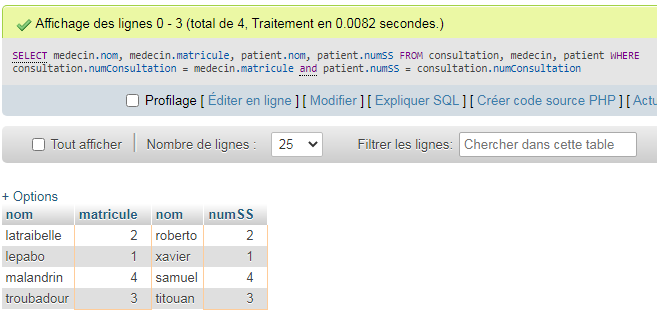 Affichage des lignes 0 - 3 (total de 4, Traitement en 0.0082 secondes.)
SELECT medecin.nom, medecin.matricule, patient.nom, patient.numSS FROM consultation, medecin, patient WHERE
consultation.numConsultation = medecin.matricule and patient.numSS = consultation.numConsultation
Profilage [ Éditer en ligne ] [ Modifier ] [ Expliquer SQL ] [ Créer code source PHP ] [ Actu
Tout afficher | Nombre de lignes : 25 Filtrer les lignes: Chercher dans cette table
+ Options
nom matricule nom numSS
latraibelle 2 roberto 2
lepabo 1 xavier 1
malandrin 4 samuel 4
troubadour 3 titouan 3